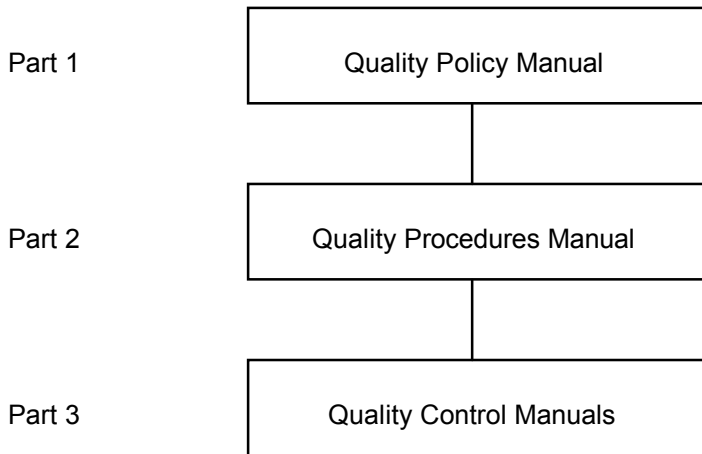 Part 1 Quality Policy Manual
Part 2 Quality Procedures Manual
Part 3 Quality Control Manuals